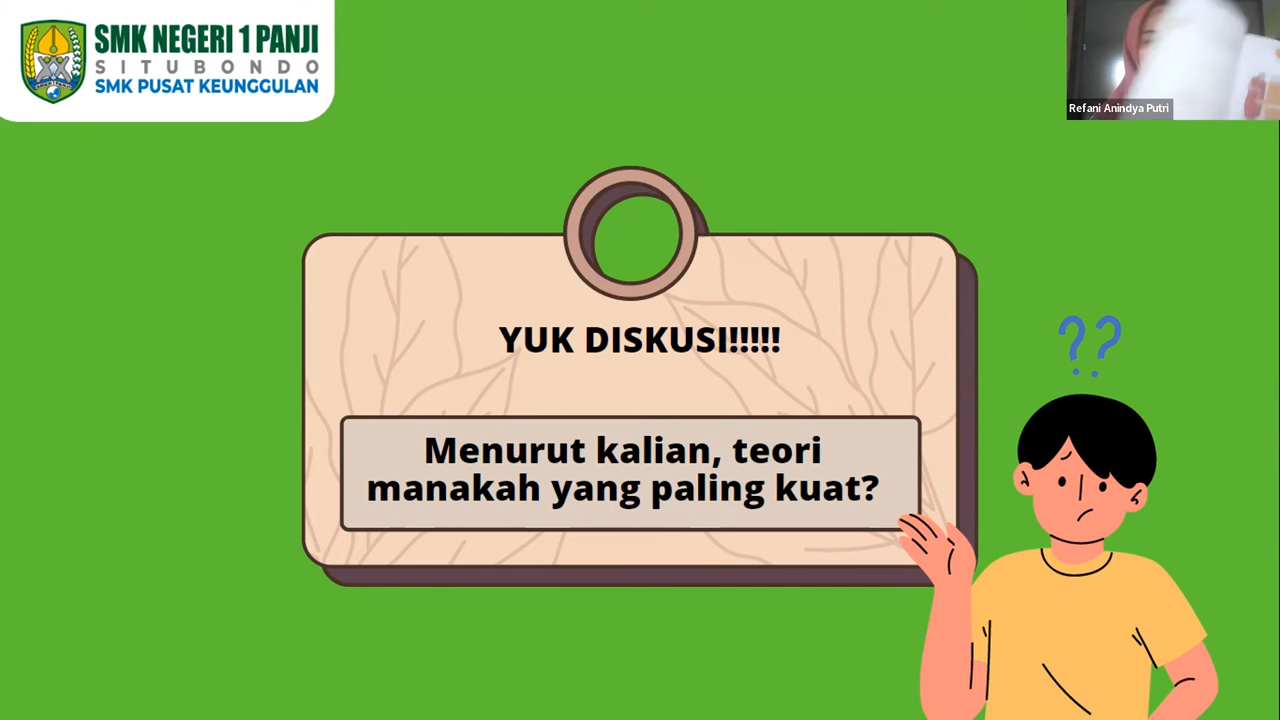 SMK NEGERI 1 PANJI
SITUBONDO
SMK PUSAT KEUNGGULAN
Refani Anindya Putri
YUK DISKUSI!!!!!
Menurut kalian, teori
manakah yang paling kuat?
??